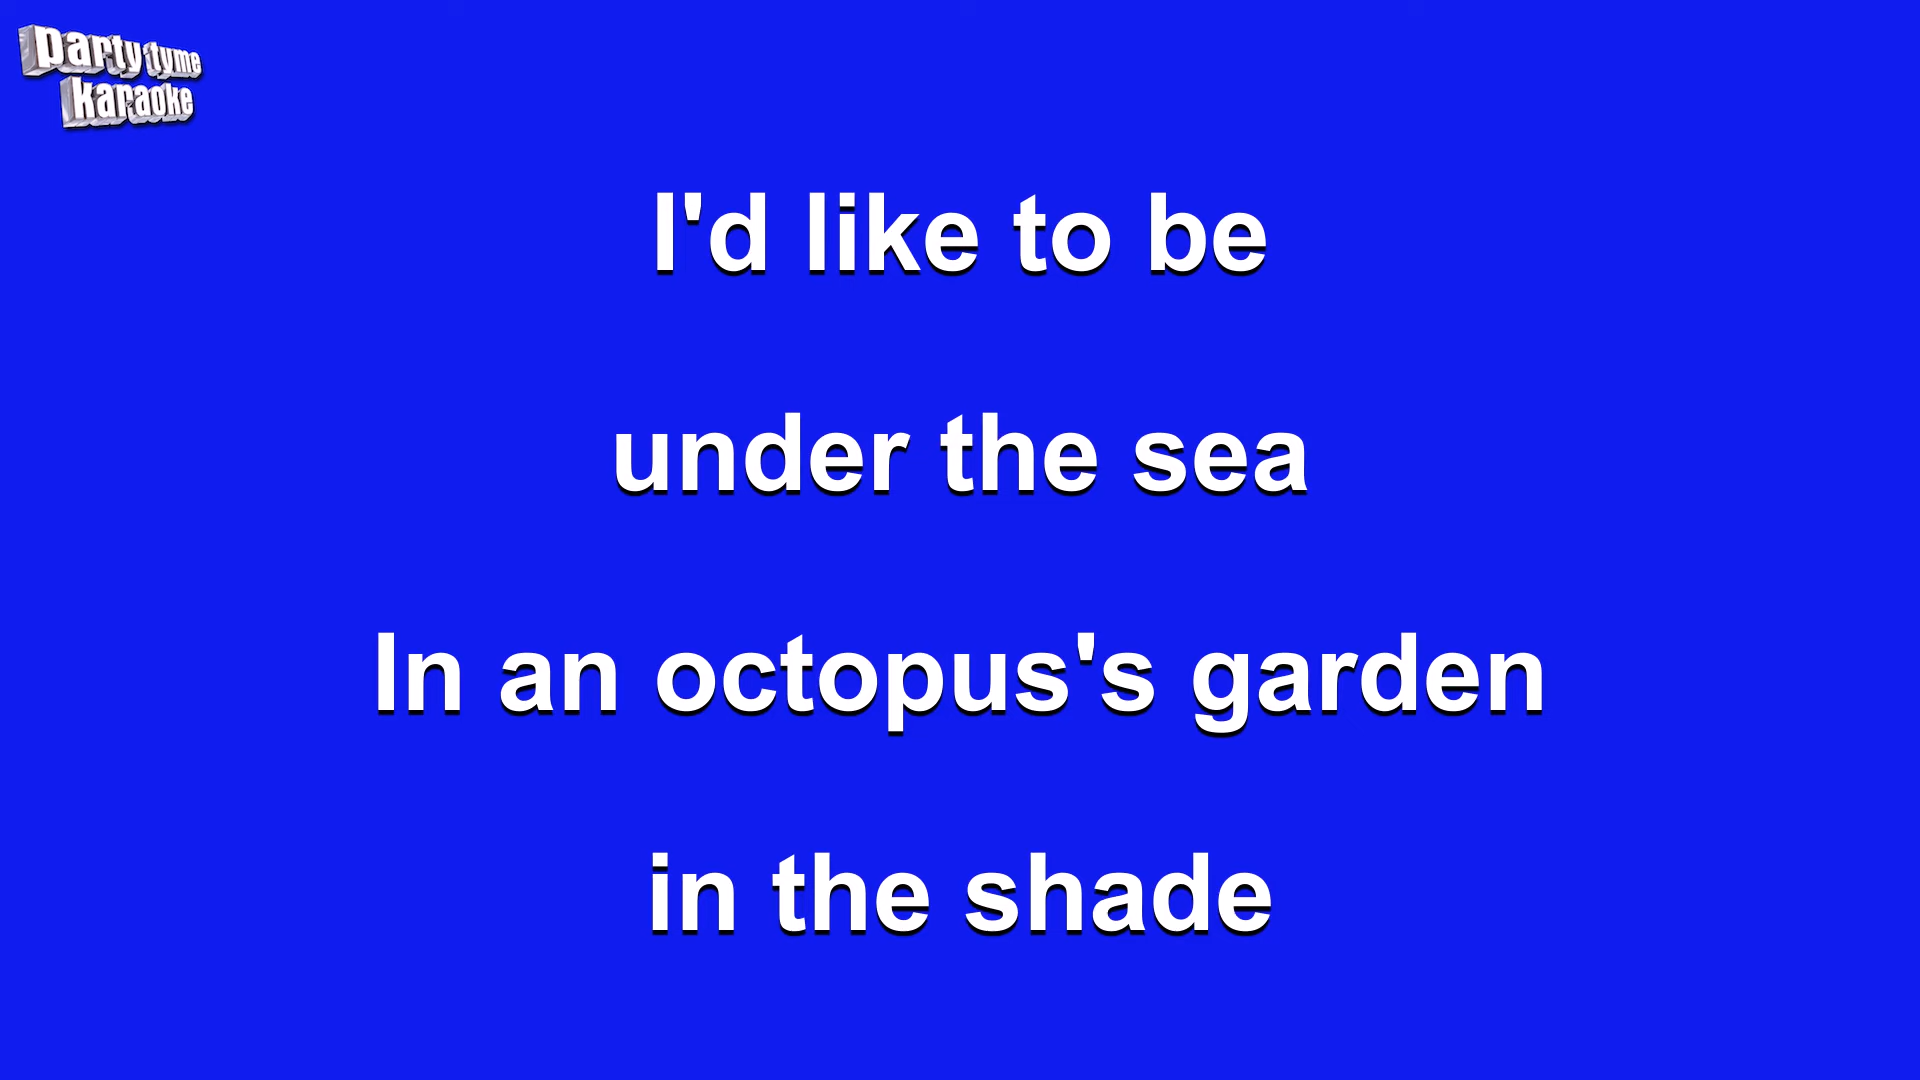 party tyme
karaoke
I'd like to be
under the sea
In an octopus's garden
in the shade